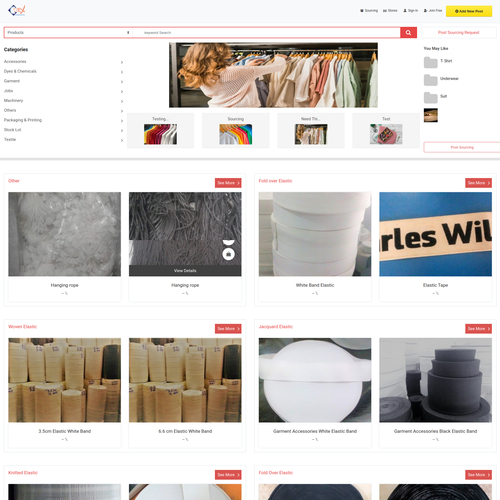 Sourcing
Stores
Sign In
Join Free
Add New Post
Products
Keyword Search
Post Sourcing Request
Categories
Accessories
Dyes & Chemicals
Garment
Jobs
Machinery
Others
Packaging & Printing
Stock Lot
Textile
Testing...
Sourcing
Need Thi...
Test
You May Like
T- Shirt
Underwear
Suit
Post Sourcing
Other
See More
Hanging rope
View Details
Hanging rope
Fold over Elastic
See More
White Band Elastic
Elastic Tape
Woven Elastic
See More
3.5cm Elastic White Band
6.6 cm Elastic White Band
Jacquard Elastic
See More
Garment Accessories White Elastic Band
Garment Accessories Black Elastic Band
Knitted Elastic
See More
Fold Over Elastic
See More